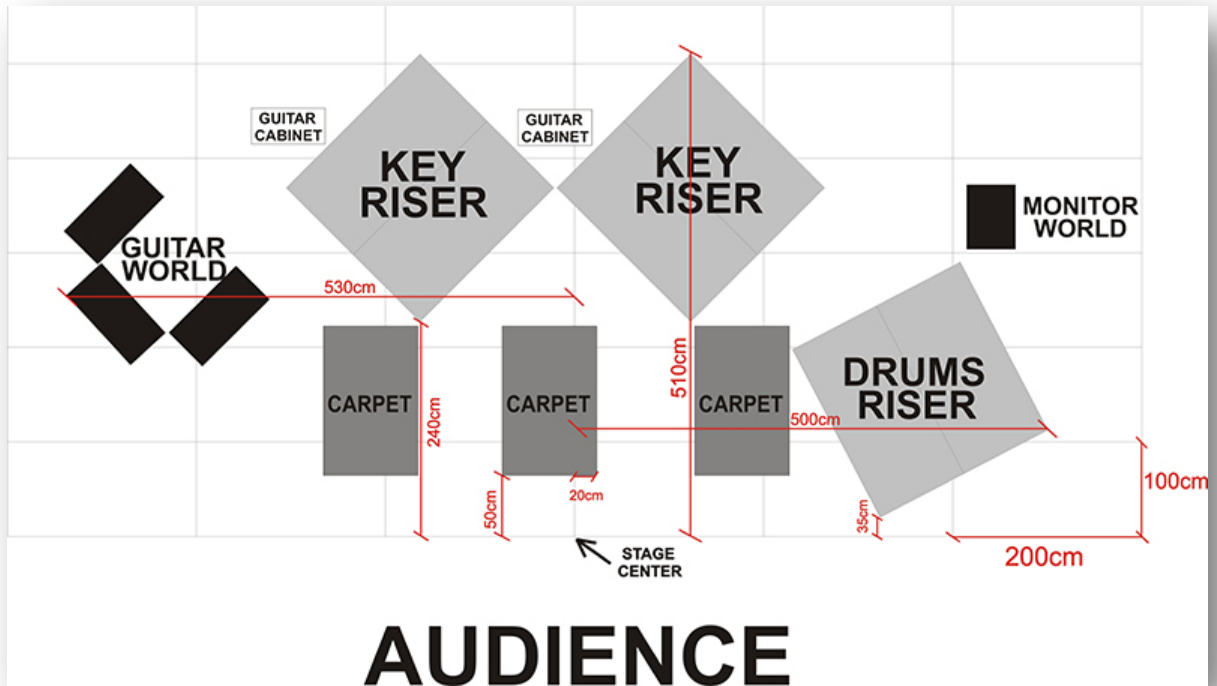 GUITAR
CABINET
GUITAR
CABINET
KEY
RISER
KEY
RISER
MONITOR
WORLD
GUITAR
WORLD
530cm
510cm
DRUMS
RISER
CARPET
CARPET
CARPET
240cm
500cm
100cm
50cm
20cm
35cm
STAGE
CENTER
200cm
AUDIENCE